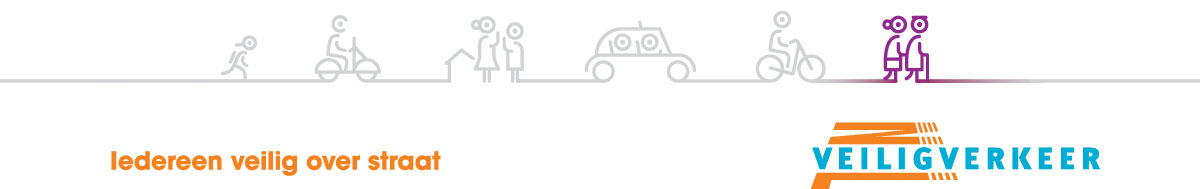 Iedereen veilig over straat
VEILIGVERKEER